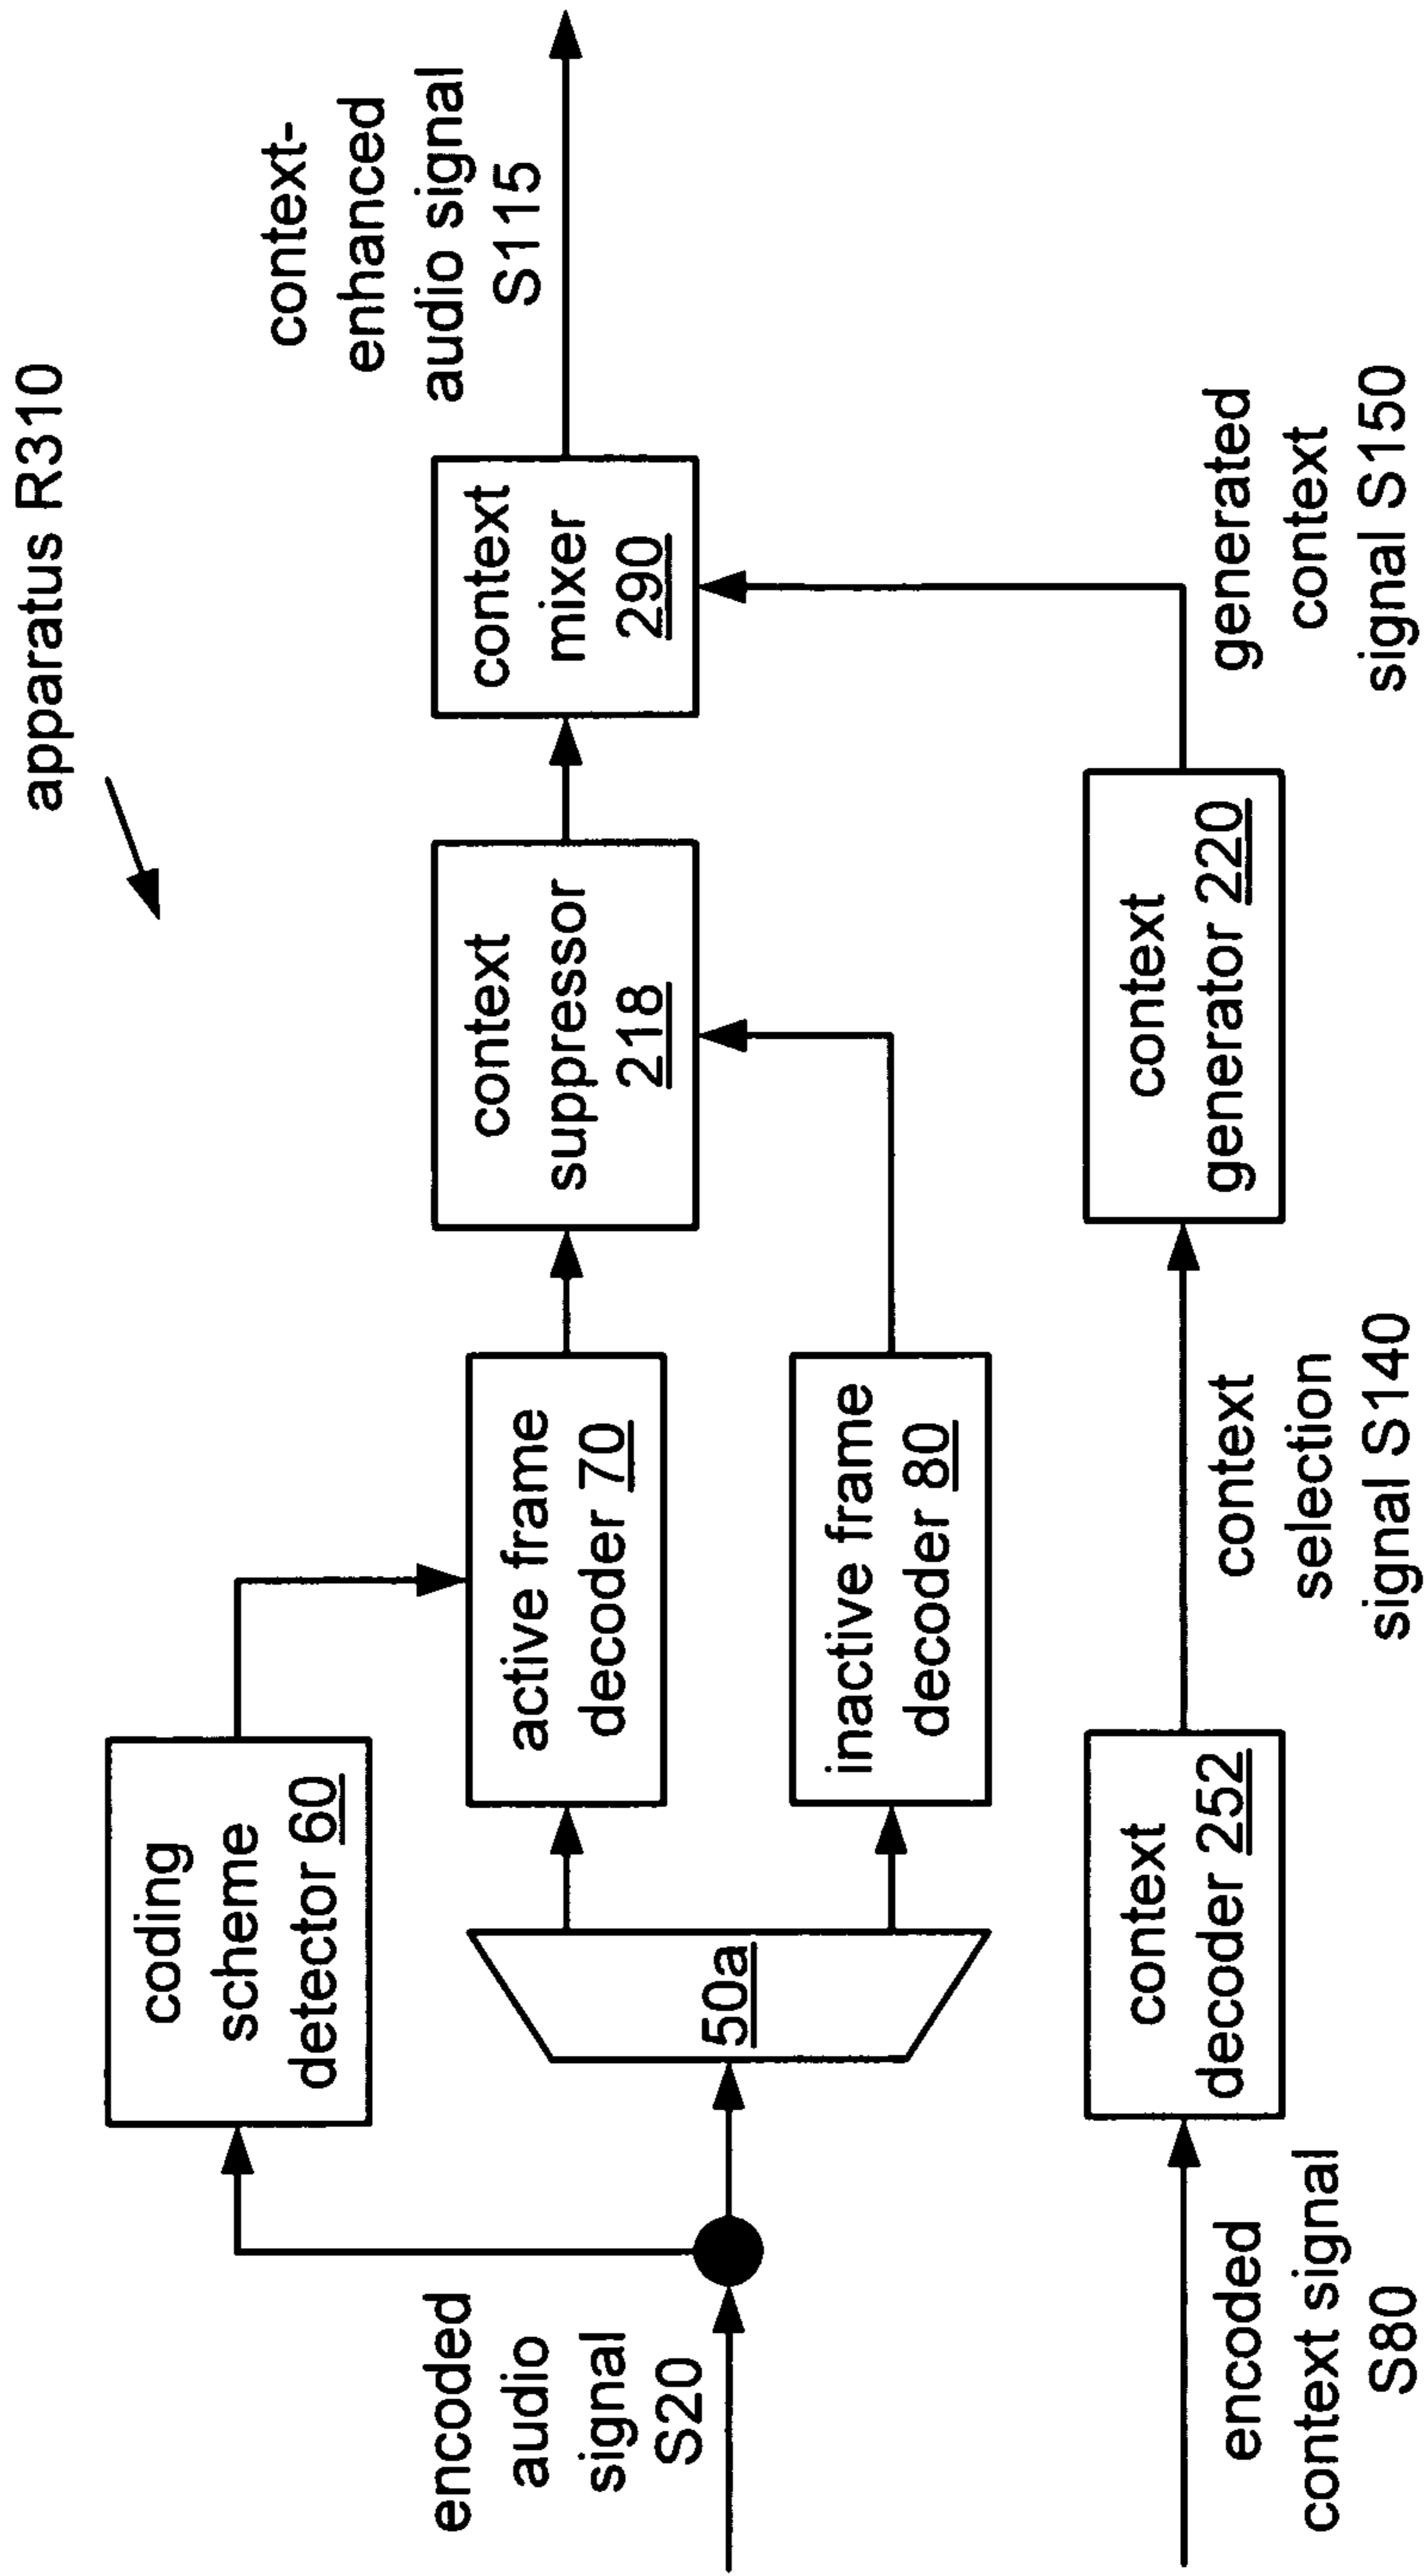 apparatus R310
context-
enhanced
audio signal
S115
coding
scheme
detector 60
encoded
audio
signal
S20
50a
active frame
decoder 70
inactive frame
decoder 80
context
suppressor
218
context
mixer
290
encoded
context signal
S80
context
decoder 252
context
selection
signal S140
context
generator 220
generated
context
signal S150